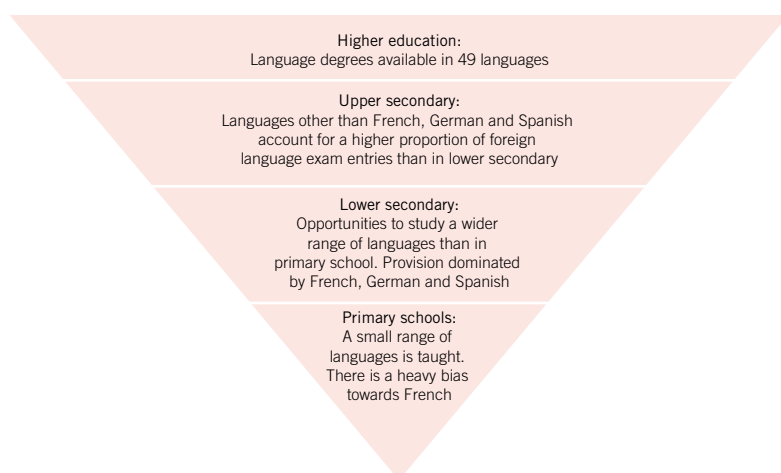 Higher education:
Language degrees available in 49 languages
Upper secondary:
Languages other than French, German and Spanish
account for a higher proportion of foreign
language exam entries than in lower secondary
Lower secondary:
Opportunities to study a wider
range of languages than in
primary school. Provision dominated
by French, German and Spanish
Primary schools:
A small range of
languages is taught.
There is a heavy bias
towards French